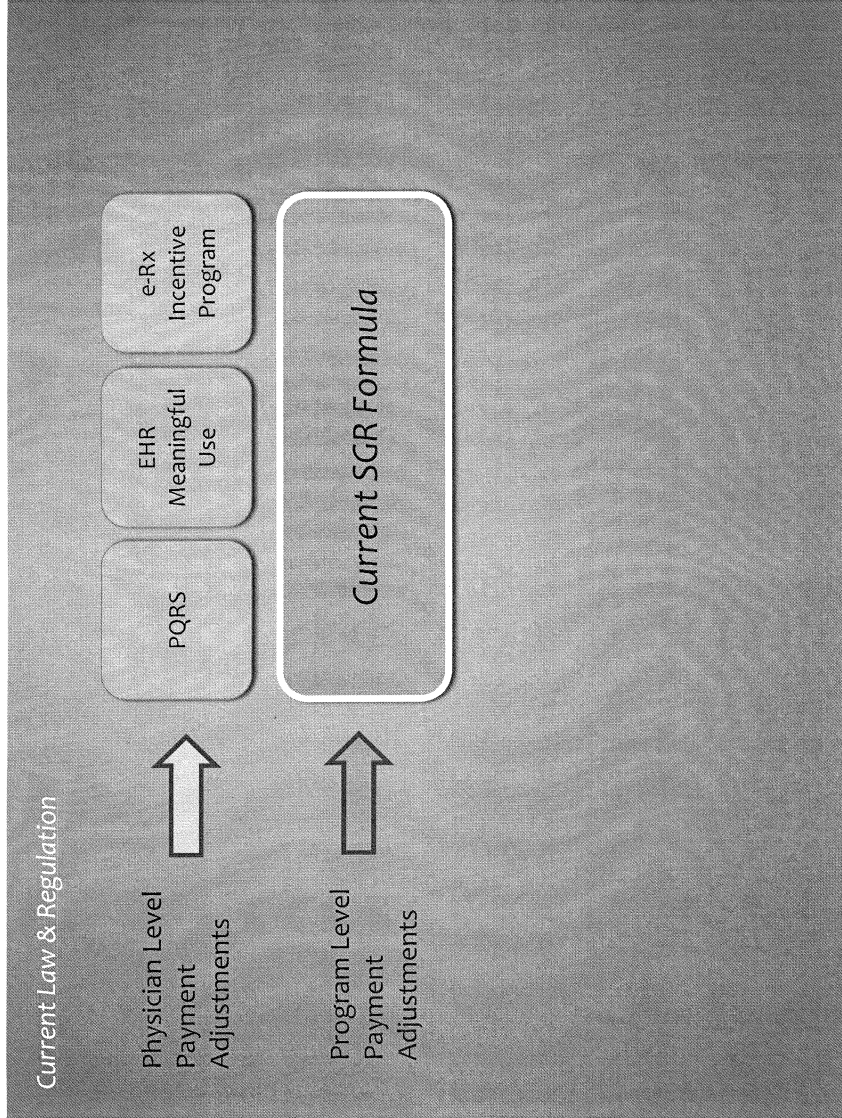 Current Law & Regulation
Physician Level
Payment
Adjustments
PQRS
EHR
Meaningful
Use
e-Rx
Incentive
Program
Program Level
Payment
Adjustments
Current SGR Formula